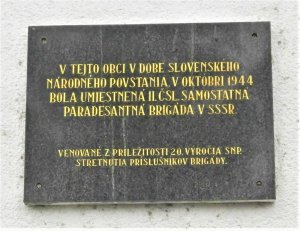 V TEJTO OBCI V DOBE SLOVENSKEHO
NÁRODNÉHO POVSTANIA, V OKTÓBRI 1944
BOLA UMIESTNENÁ II. ČSL. SAMOSTATNÁ
PARADESANTNÁ BRIGÁDA V SSSR.
VENOVANÉ Z PRÍLEŽITOSTI 20. VÝROČIA SNP.
STRETNUTIA PRÍSLUŠNÍKOV BRIGÁDY.